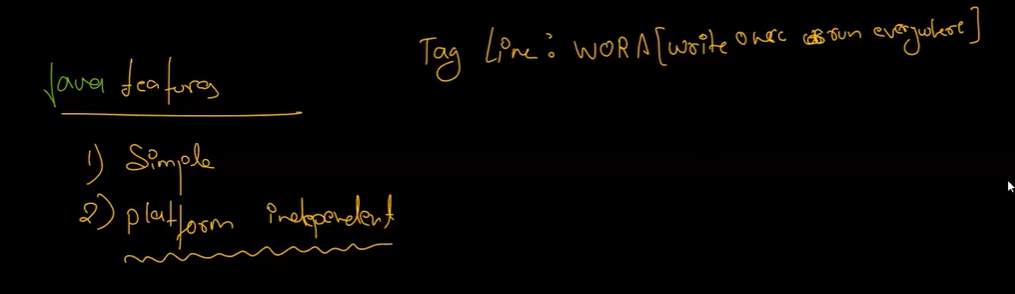 Tag Line: WORA[write once run everywhere]
Java features
1) Simple
2) platform independent